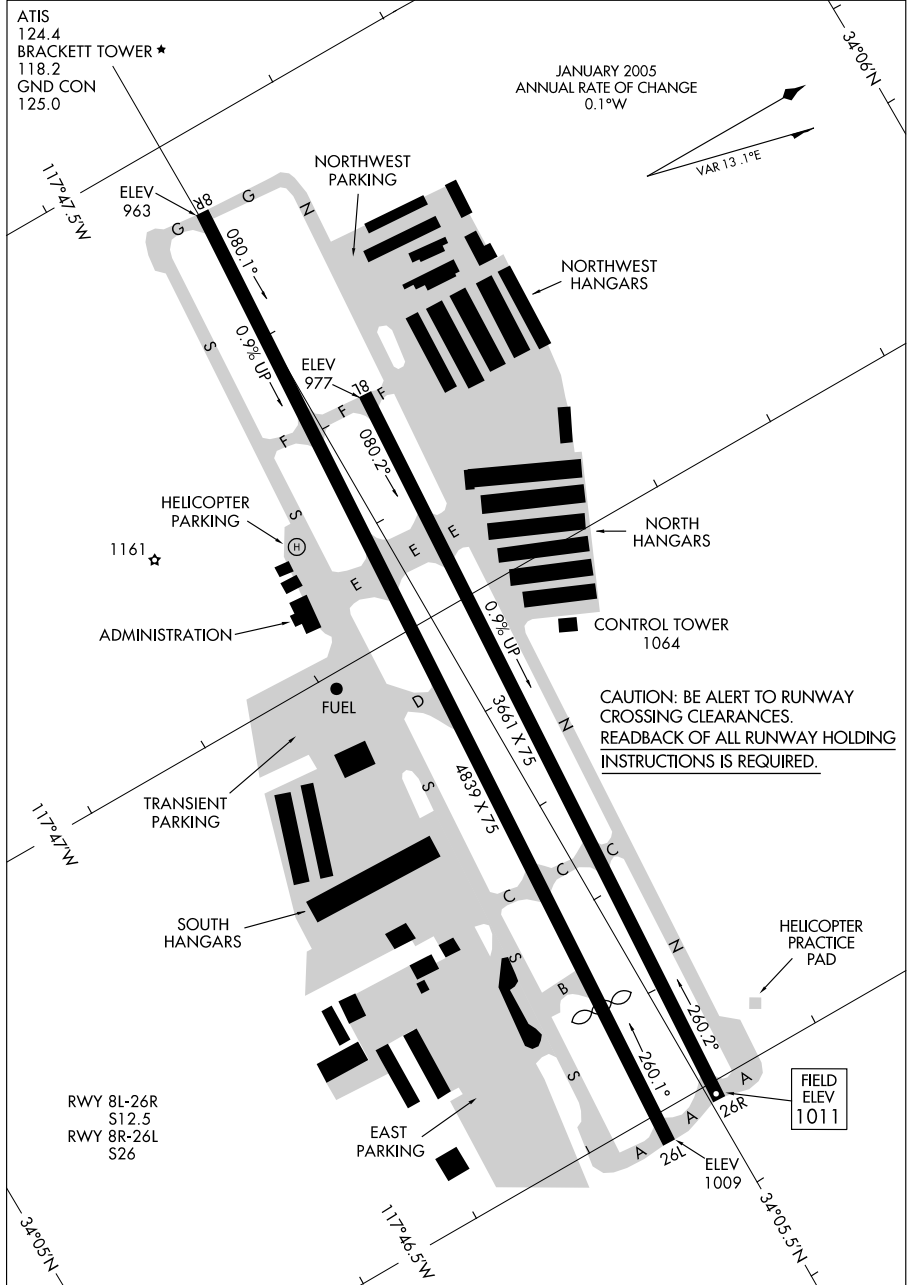 ATIS
124.4
BRACKETT TOWER ★
118.2
GND CON
125.0
JANUARY 2005
ANNUAL RATE OF CHANGE
0.1°W
VAR 13.1°E
34°06'N
117°47.5'W
ELEV
963
8R
G
G
N
080.1°
0.9% UP
NORTHWEST
PARKING
NORTHWEST
HANGARS
S
ELEV
977
8L
F
F
F
080.2°
HELICOPTER
PARKING
H
S
E
E
E
1161
ADMINISTRATION
NORTH
HANGARS
0.9% UP
CONTROL TOWER
1064
FUEL
D
3661 X 75
N
CAUTION: BE ALERT TO RUNWAY
CROSSING CLEARANCES.
READBACK OF ALL RUNWAY HOLDING
INSTRUCTIONS IS REQUIRED.
TRANSIENT
PARKING
S
4839 X 75
117°47'W
C
C
C
SOUTH
HANGARS
S
B
N
HELICOPTER
PRACTICE
PAD
260.1°
260.2°
S
RWY 8L-26R
S12.5
RWY 8R-26L
S26
EAST
PARKING
A
A
A
26L
26R
FIELD
ELEV
1011
ELEV
1009
34°05'N
117°46.5'W
34°05.5'N